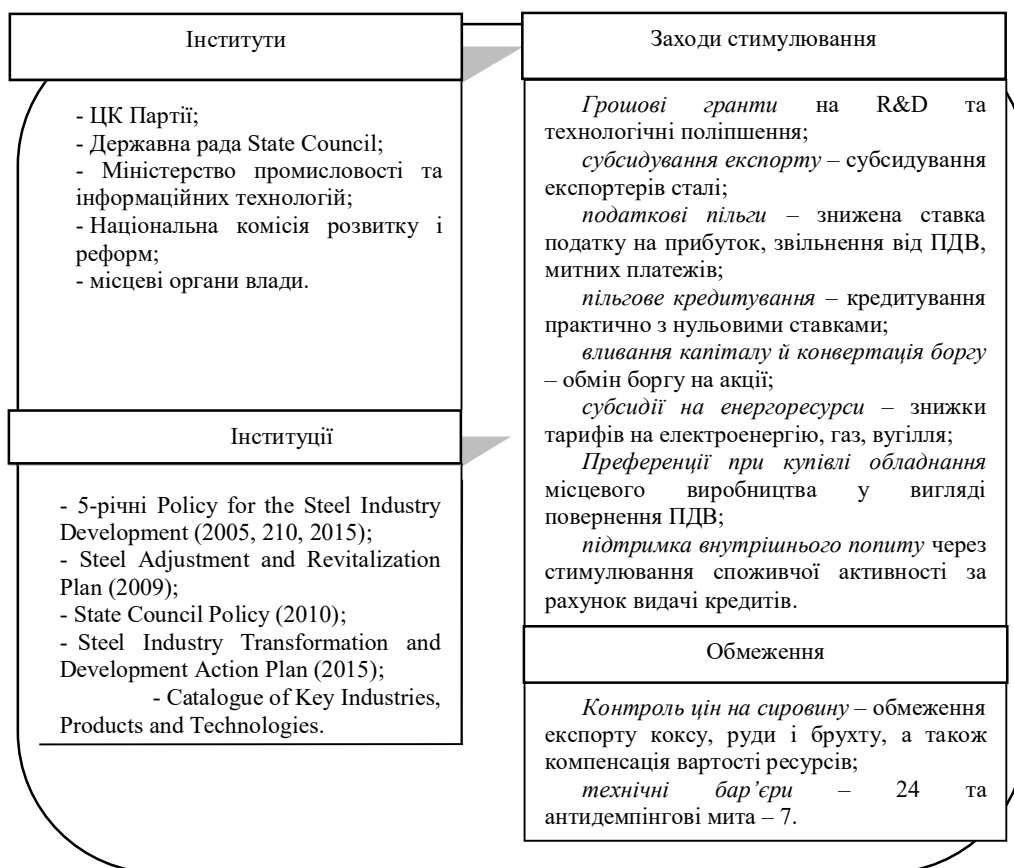 Інститути
- ЦК Партії;
- Державна рада State Council;
- Міністерство промисловості та
інформаційних технологій;
- Національна комісія розвитку і
реформ;
- місцеві органи влади.
Інституції
- 5-річні Policy for the Steel Industry
Development (2005, 210, 2015);
- Steel Adjustment and Revitalization
Plan (2009);
- State Council Policy (2010);
- Steel Industry Transformation and
Development Action Plan (2015);
- Catalogue of Key Industries,
Products and Technologies.
Заходи стимулювання
Грошові гранти на R&D та
технологічні поліпшення;
субсидування експорту – субсидування
експортерів сталі;
податкові пільги – знижена ставка
податку на прибуток, звільнення від ПДВ,
митних платежів;
пільгове кредитування – кредитування
практично з нульовими ставками;
вливання капіталу й конвертація боргу
– обмін боргу на акції;
субсидії на енергоресурси – знижки
тарифів на електроенергію, газ, вугілля;
Преференції при купівлі обладнання
місцевого виробництва у вигляді
повернення ПДВ;
підтримка внутрішнього попиту через
стимулювання споживчої активності за
рахунок видачі кредитів.
Обмеження
Контроль цін на сировину – обмеження
експорту коксу, руди і брухту, а також
компенсація вартості ресурсів;
технічні бар’єри – 24 та
антидемпінгові мита – 7.